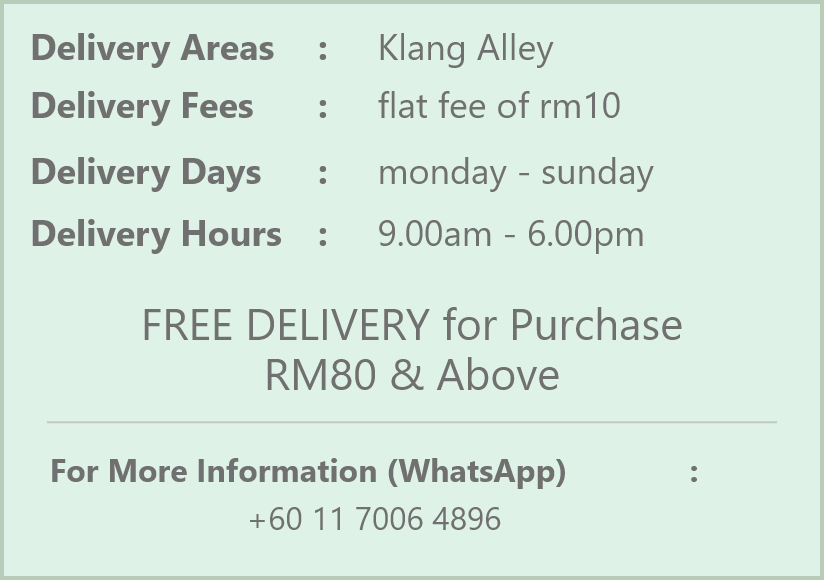 Delivery Areas : Klang Alley
Delivery Fees : flat fee of rm10
Delivery Days : monday - sunday
Delivery Hours : 9.00am - 6.00pm
FREE DELIVERY for Purchase
RM80 & Above
For More Information (WhatsApp) :
+60 11 7006 4896